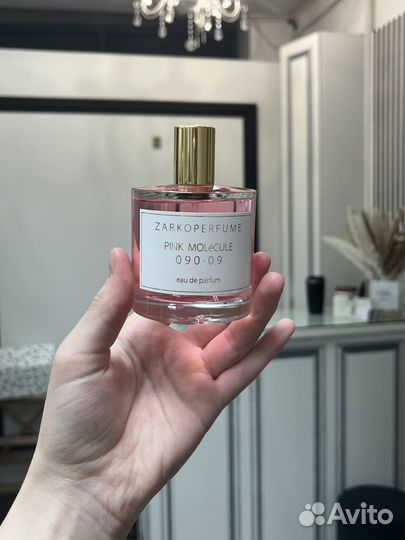 ZARKOPERFUME
PINK MOLéCULE
090·09
eau de parfum
Avito